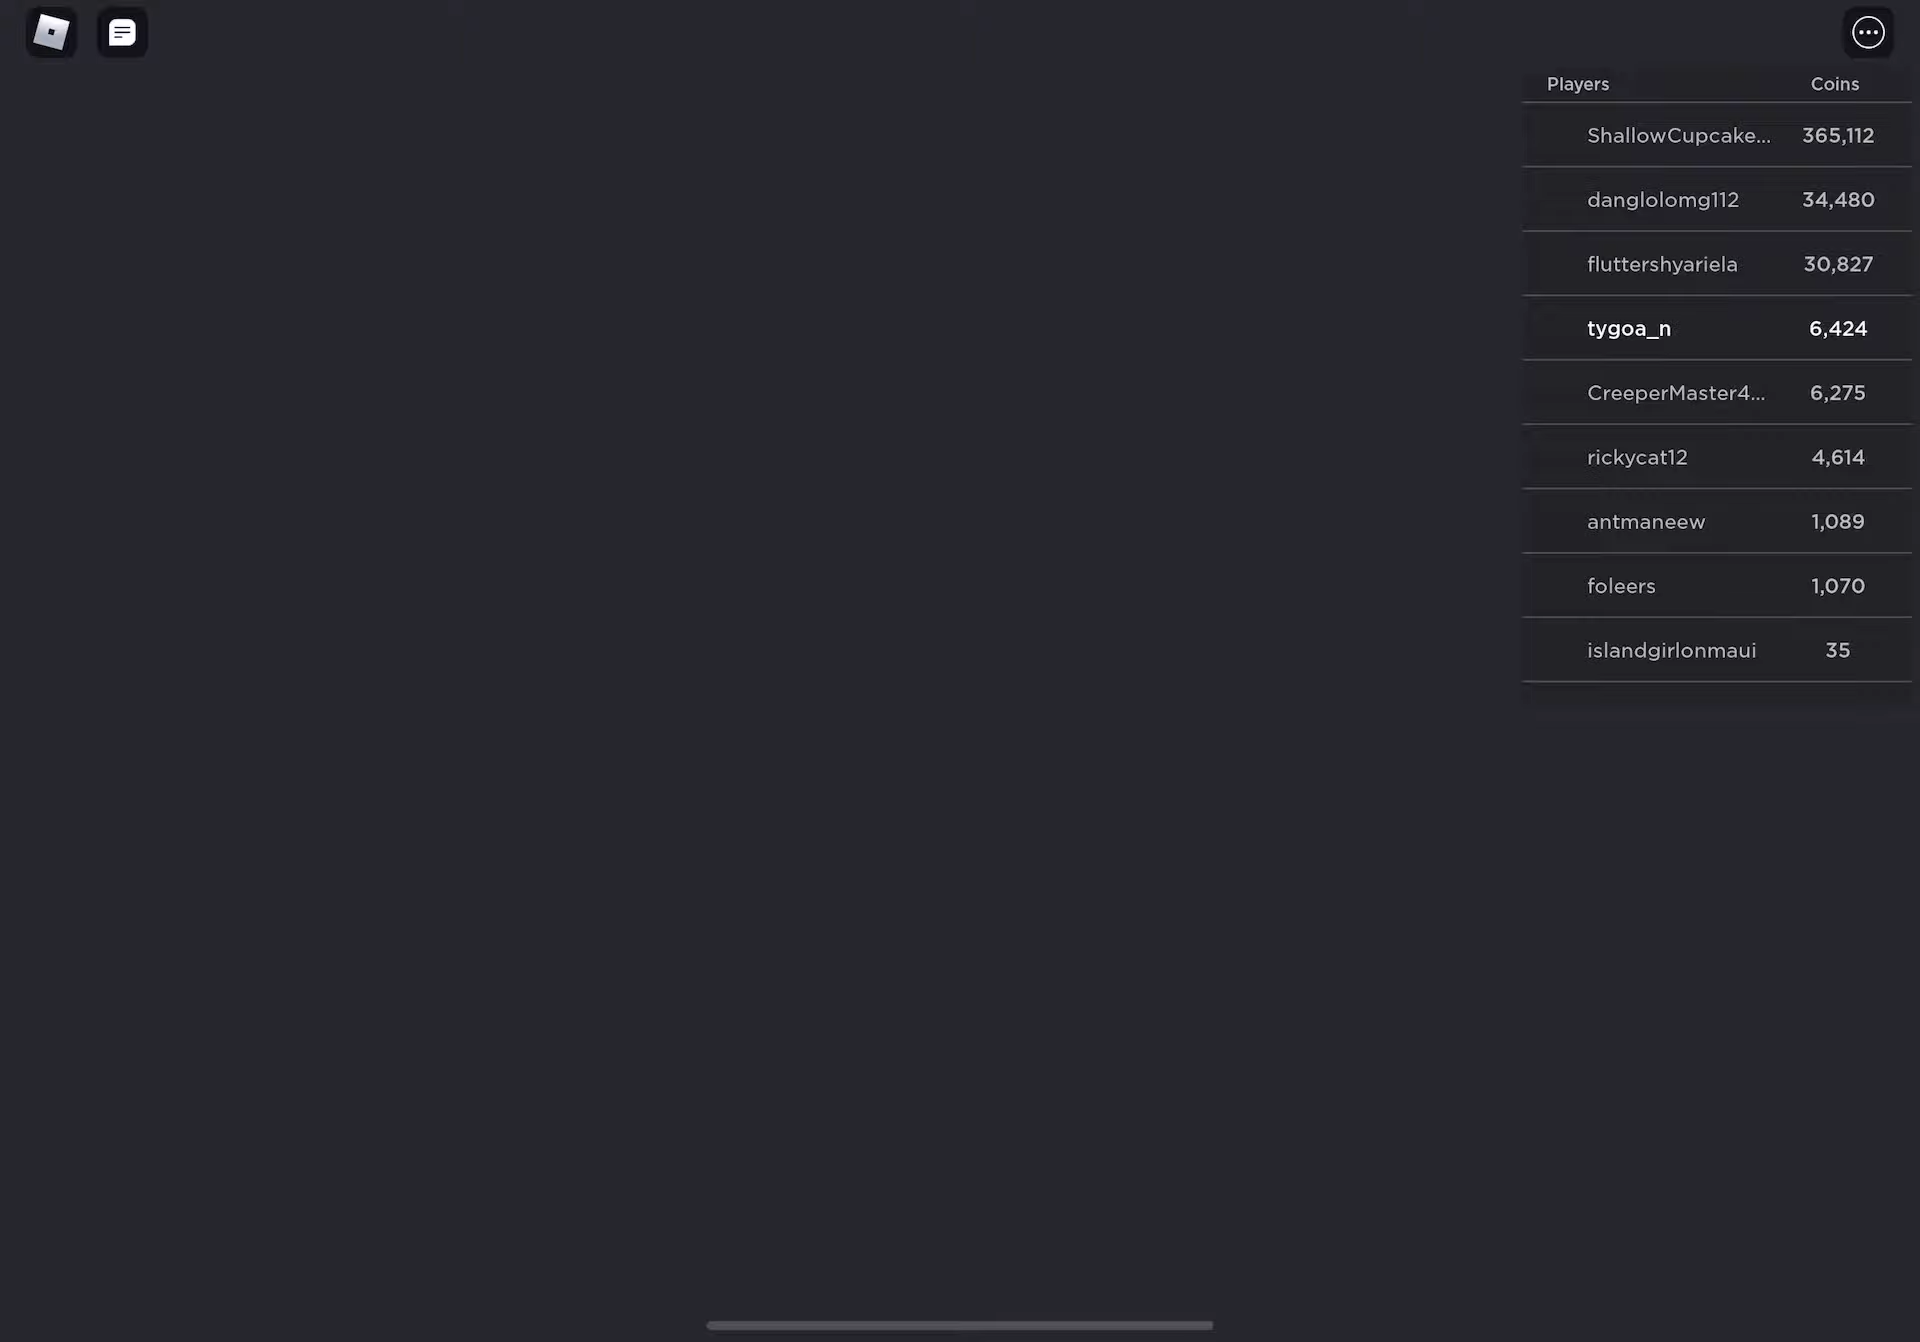 Players Coins
ShallowCupcake... 365,112
danglolomg112 34,480
fluttershyariela 30,827
tygoa_n 6,424
CreeperMaster4... 6,275
rickycat12 4,614
antmaneew 1,089
foleers 1,070
islandgirlonmaui 35